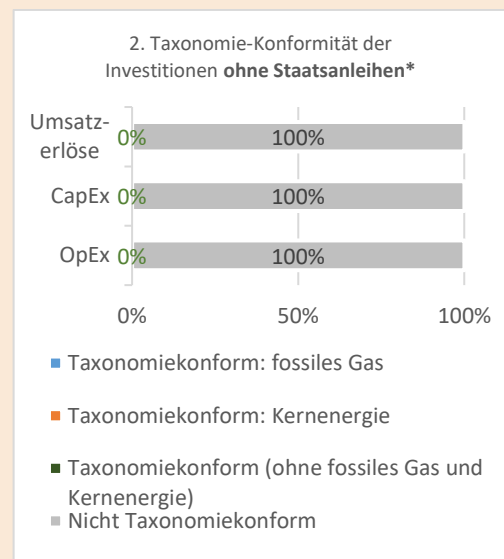 2. Taxonomie-Konformität der
Investitionen ohne Staatsanleihen*
Umsatz-
erlöse
0%
100%
CapEx
0%
100%
OpEx
0%
100%
0%
50%
100%
Taxonomiekonform: fossiles Gas
Taxonomiekonform: Kernenergie
Taxonomiekonform (ohne fossiles Gas und
Kernenergie)
Nicht Taxonomiekonform